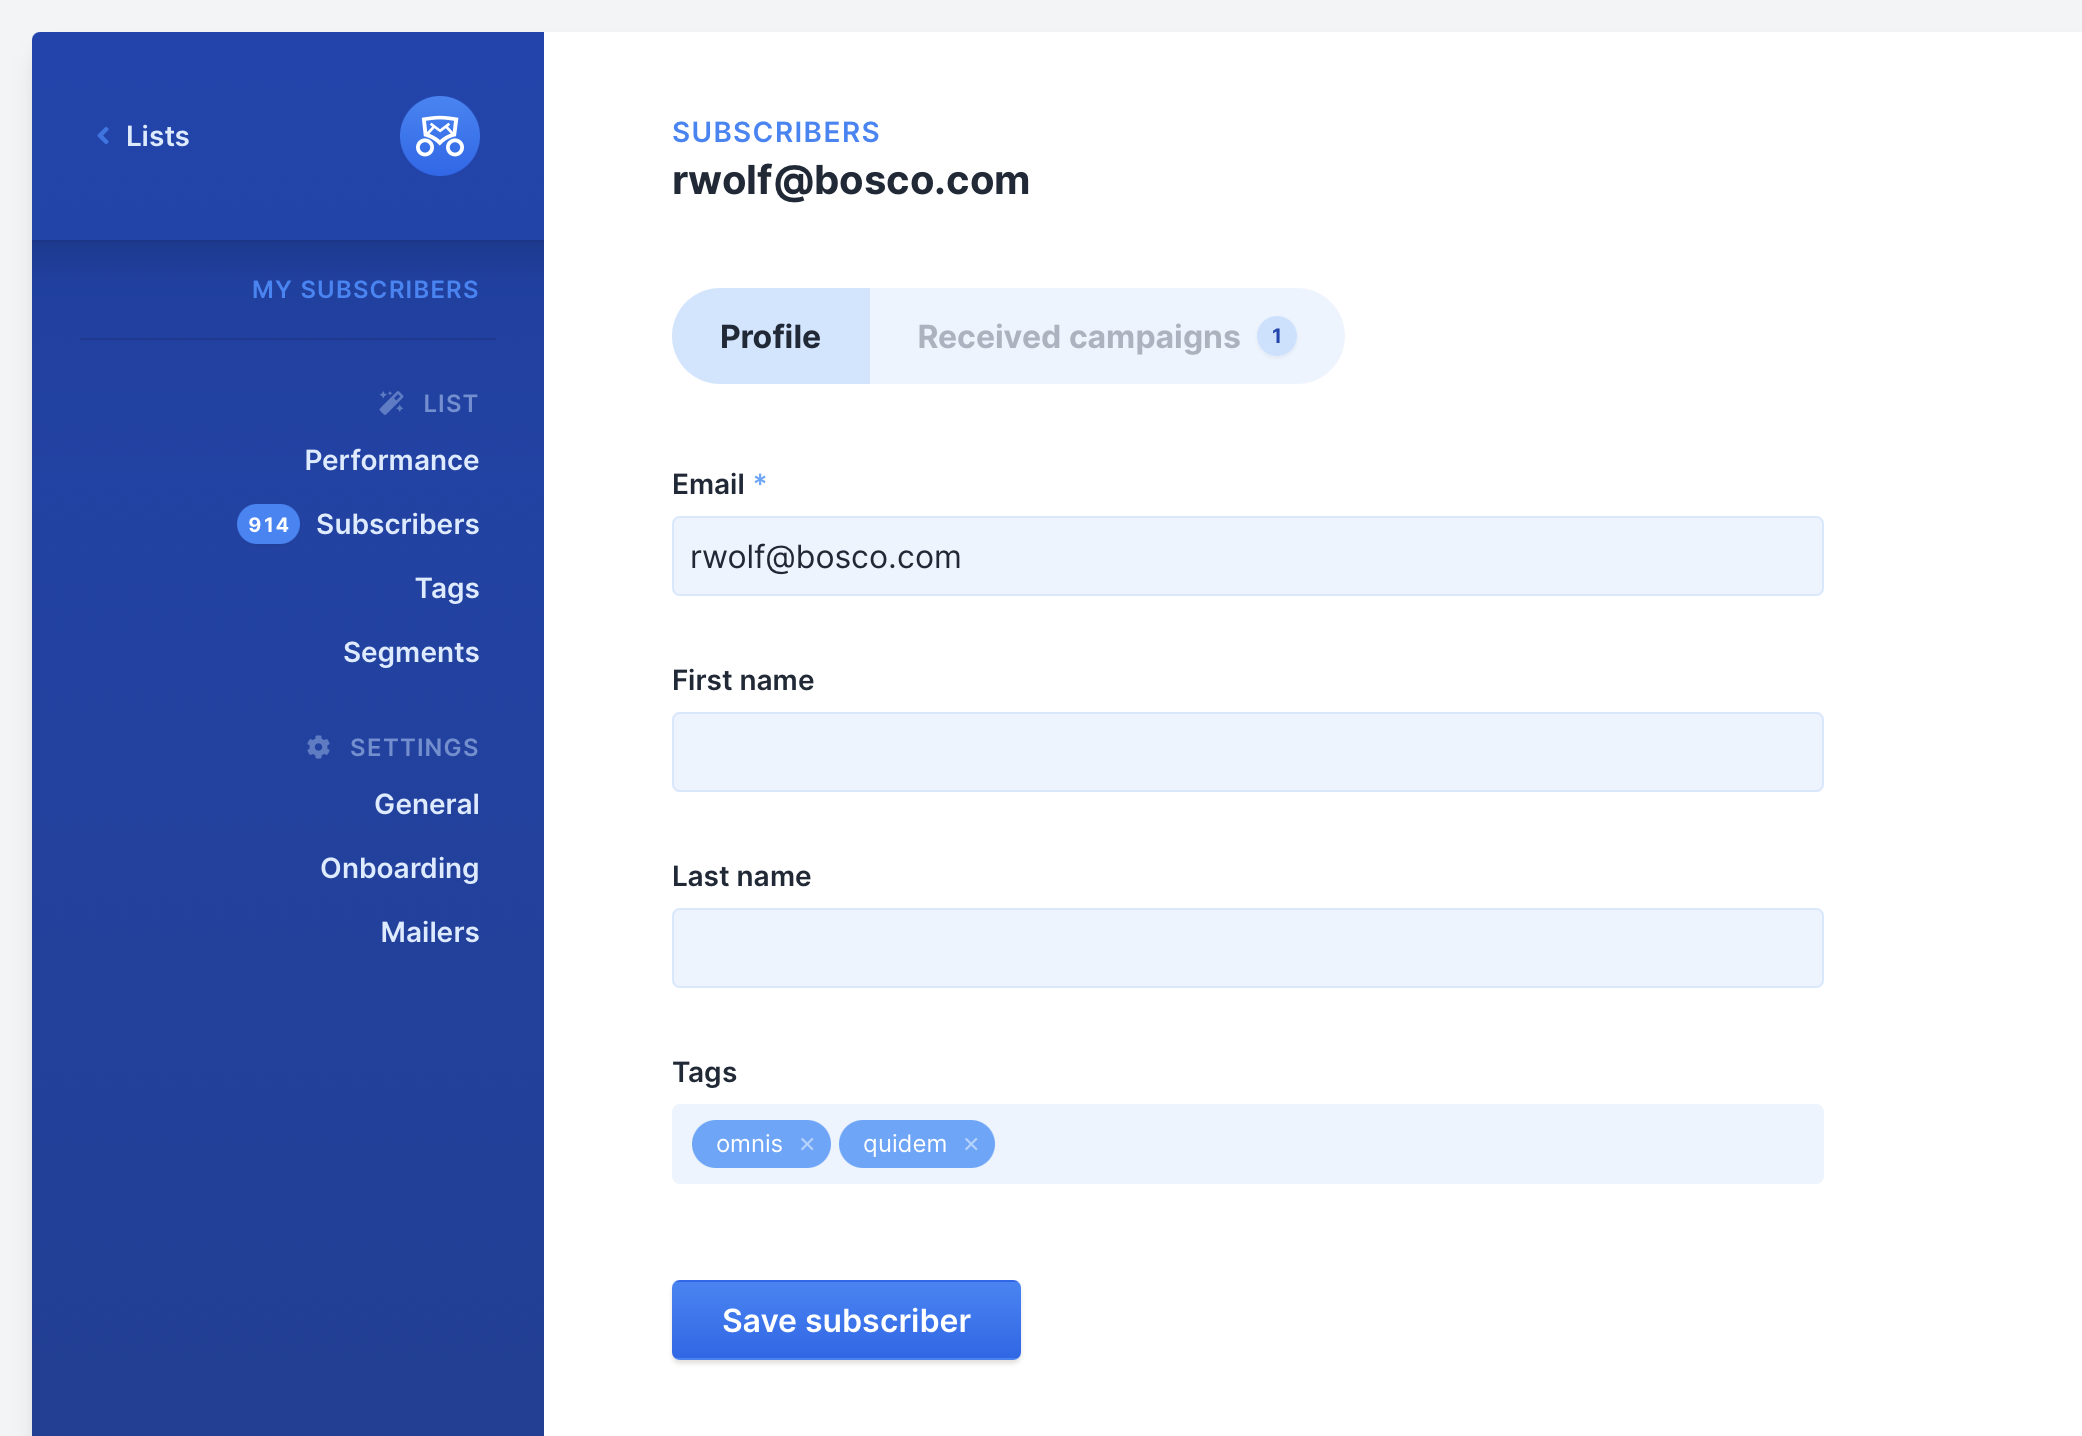 Lists
MY SUBSCRIBERS
LIST
Performance
914 Subscribers
Tags
Segments
SETTINGS
General
Onboarding
Mailers
SUBSCRIBERS
rwolf@bosco.com
Profile
Received campaigns 1
Email *
rwolf@bosco.com
First name
Last name
Tags
omnis × quidem ×
Save subscriber